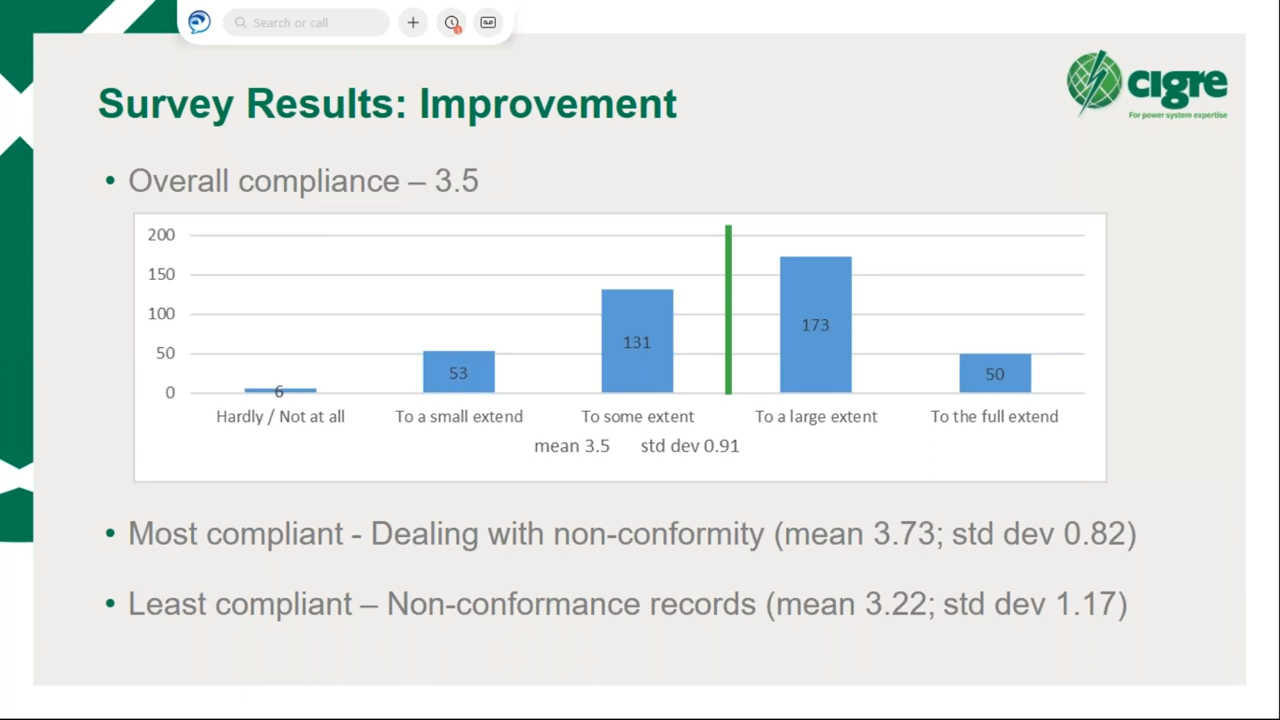 Search or call
Survey Results: Improvement
cigre
For power system expertise
• Overall compliance – 3.5
200
150
100
50
0
6
53
131
173
50
Hardly / Not at all
To a small extend
To some extent
To a large extent
To the full extend
mean 3.5 std dev 0.91
• Most compliant - Dealing with non-conformity (mean 3.73; std dev 0.82)
• Least compliant – Non-conformance records (mean 3.22; std dev 1.17)